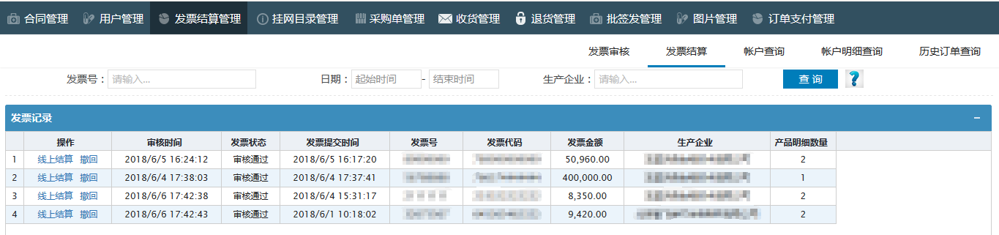 合同管理 用户管理 发票结算管理 挂网目录管理 采购单管理 收货管理 退货管理 批签发管理 图片管理 订单支付管理
发票审核 发票结算 帐户查询 帐户明细查询 历史订单查询
发票号： 请输入... 日期： 起始时间 - 结束时间 生产企业： 请输入... 查 询 ?
发票记录 −
操作 审核时间 发票状态 发票提交时间 发票号 发票代码 发票金额 生产企业 产品明细数量
1 线上结算 撤回 2018/6/5 16:24:12 审核通过 2018/6/5 16:17:20 50,960.00 2
2 线上结算 撤回 2018/6/4 17:38:03 审核通过 2018/6/4 17:37:41 400,000.00 1
3 线上结算 撤回 2018/6/6 17:42:38 审核通过 2018/6/4 15:31:17 8,350.00 2
4 线上结算 撤回 2018/6/6 17:42:43 审核通过 2018/6/1 10:18:02 9,420.00 2